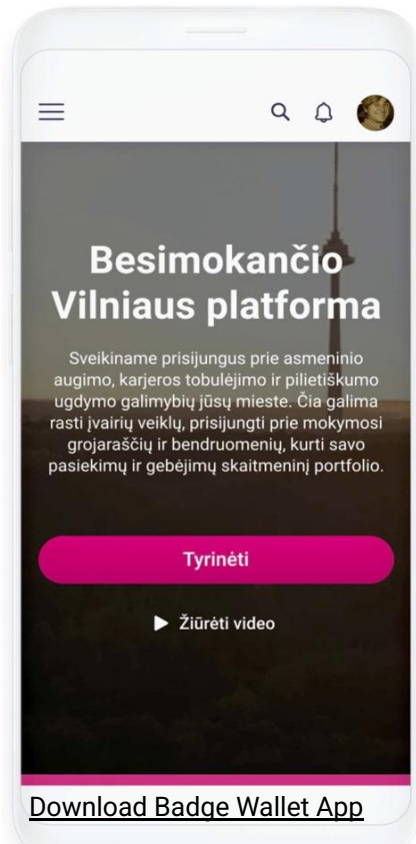 Besimokančio
Vilniaus platforma
Sveikiname prisijungus prie asmeninio
augimo, karjeros tobulėjimo ir pilietiškumo
ugdymo galimybių jūsų mieste. Čia galima
rasti įvairių veiklų, prisijungti prie mokymosi
grojaraščių ir bendruomenių, kurti savo
pasiekimų ir gebėjimų skaitmeninį portfolio.
Tyrinėti
Žiūrėti video
Download Badge Wallet App